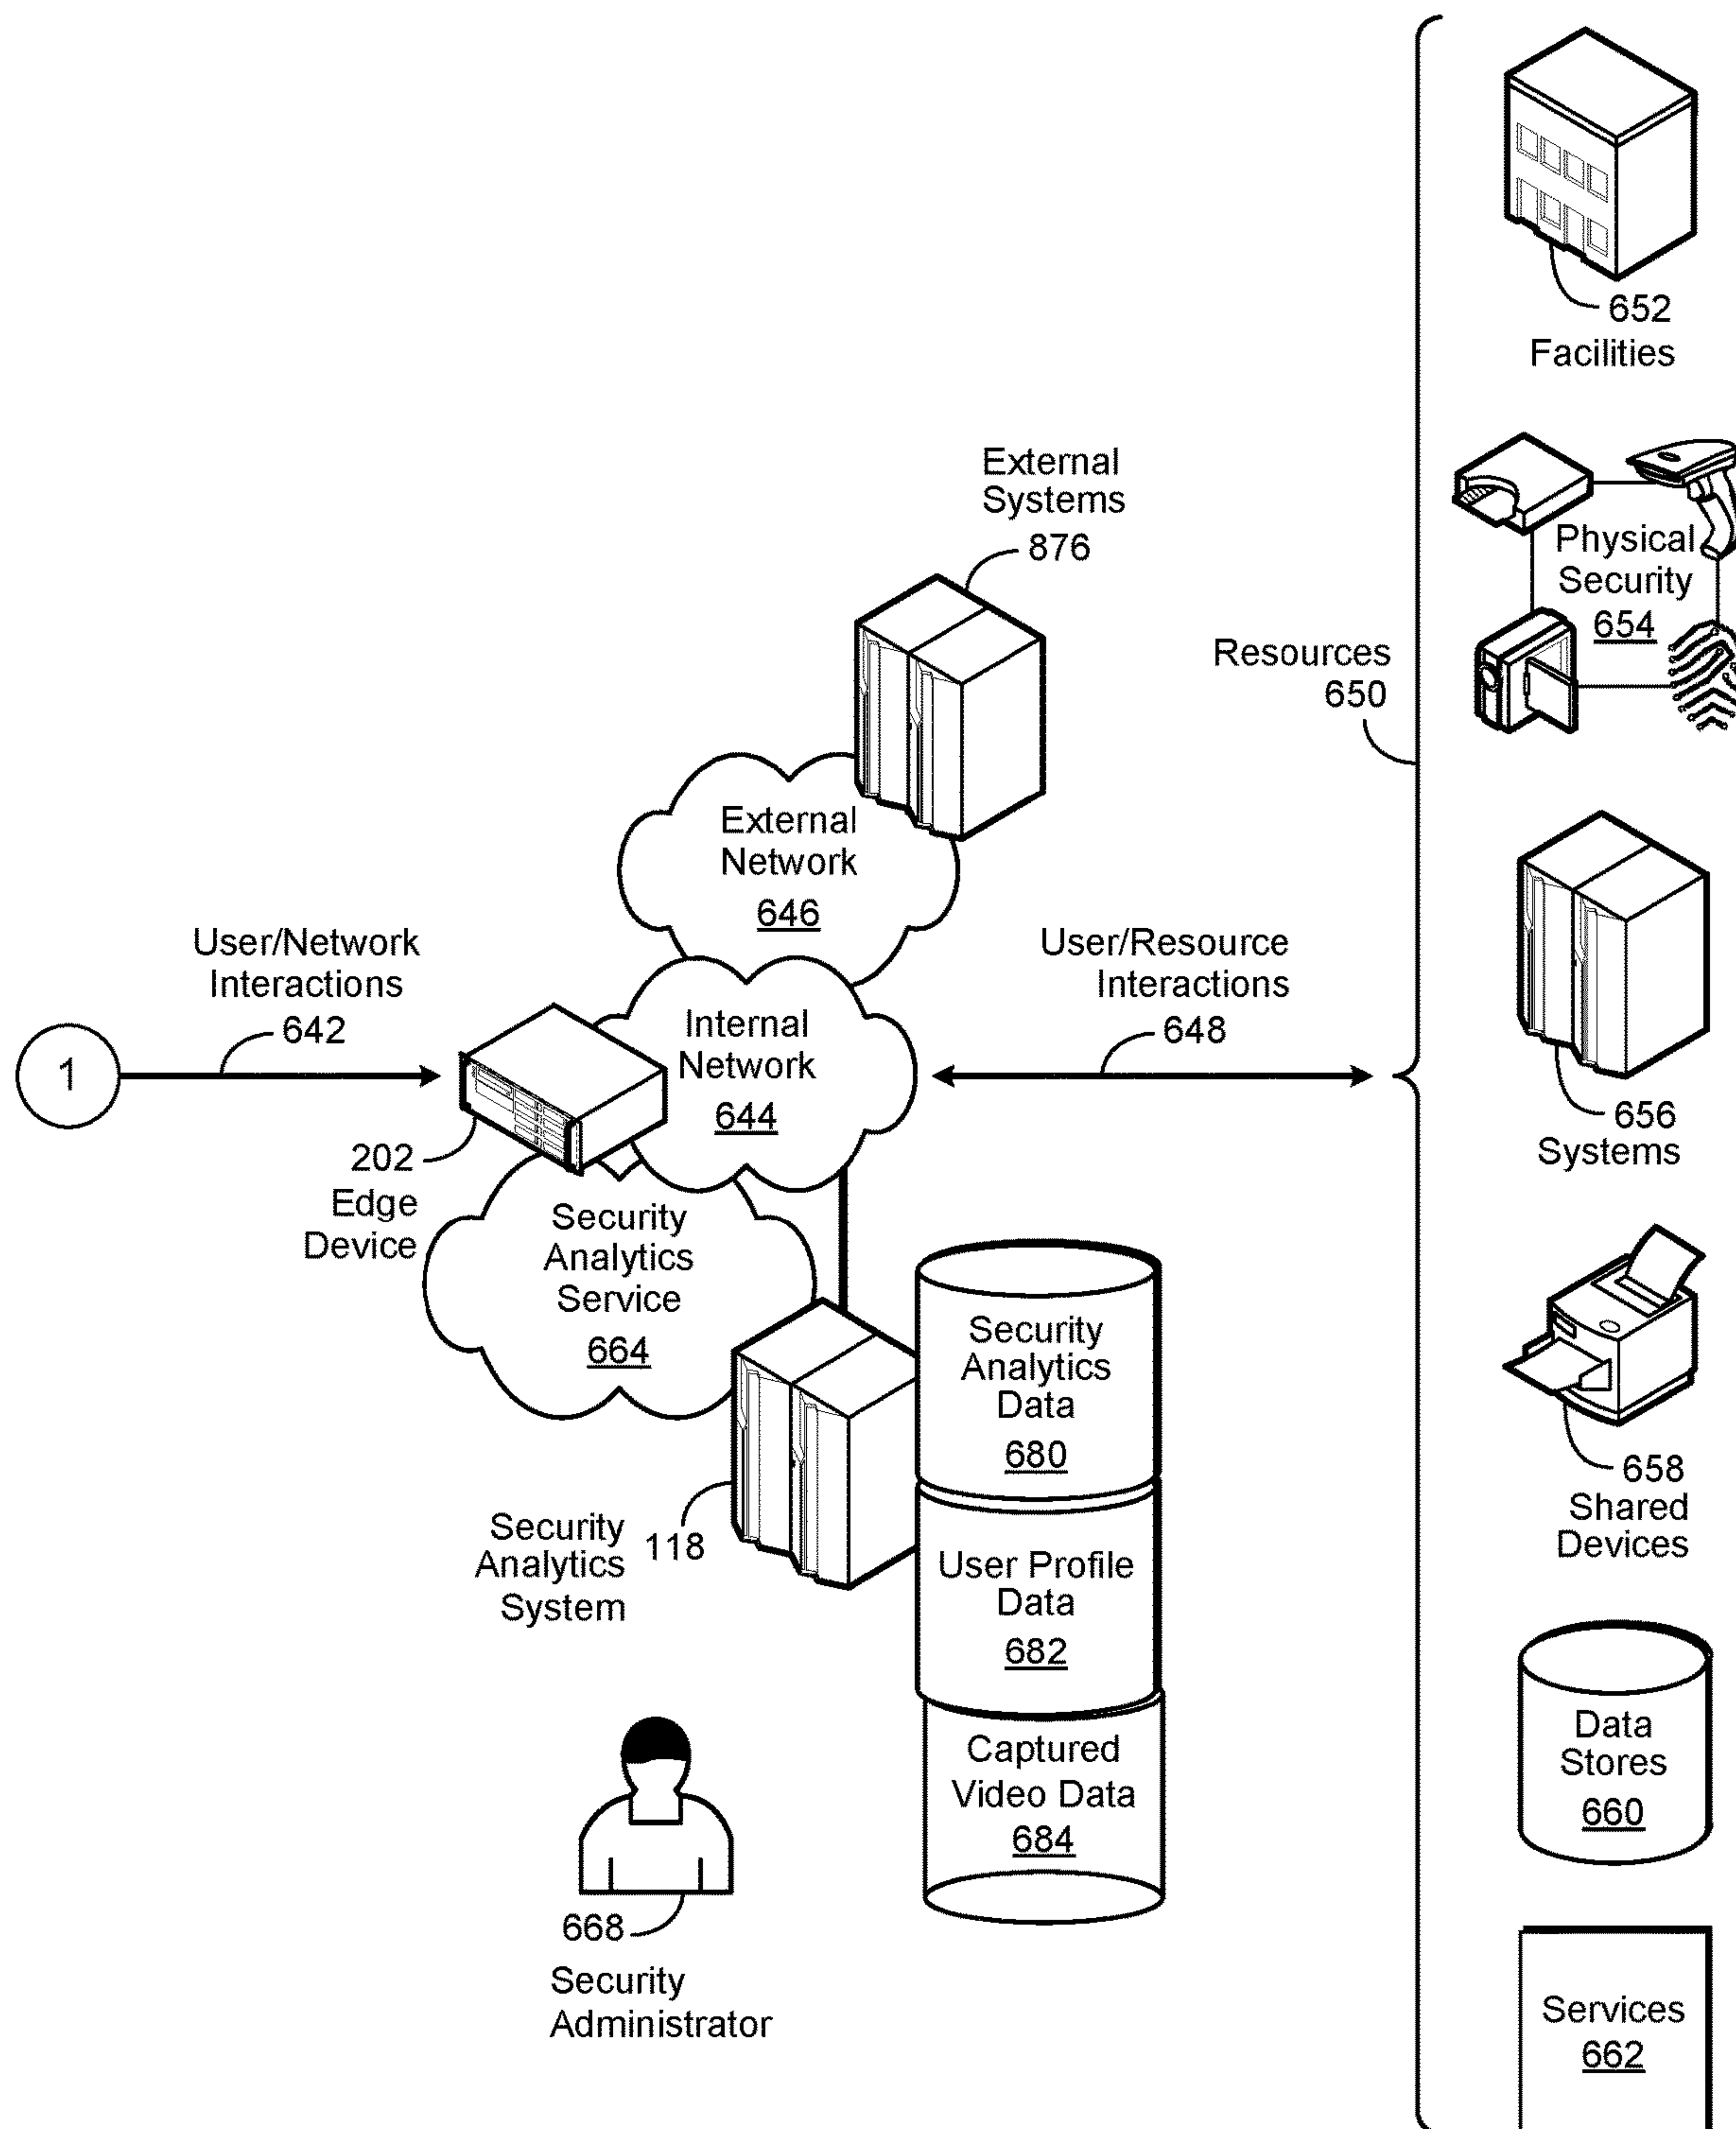 652
Facilities
External
Systems
876
Physical
Security
654
Resources
650
External
Network
646
User/Network
Interactions
642
User/Resource
Interactions
648
1
Internal
Network
644
202
Edge
Device
656
Systems
Security
Analytics
Service
664
Security
Analytics
Data
680
658
Shared
Devices
Security
Analytics
System
118
User Profile
Data
682
Data
Stores
660
Captured
Video Data
684
668
Security
Administrator
Services
662